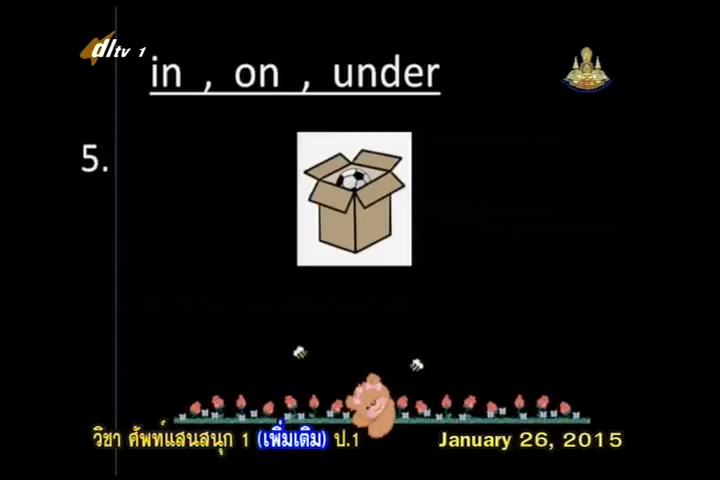 dltv 1
in , on , under
5.
วิชา ศัพท์แสนสนุก 1 (เพิ่มเติม) ป.1
January 26, 2015